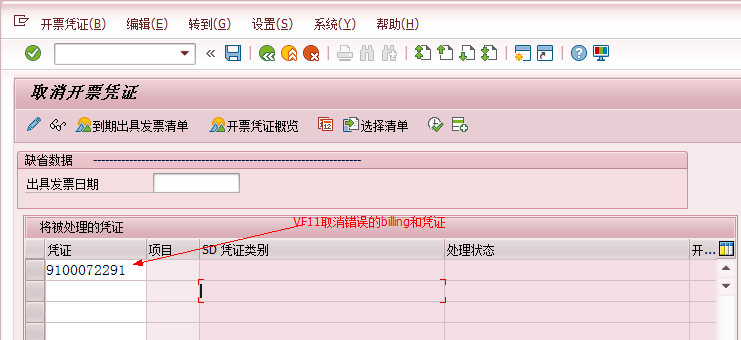 开票凭证(B) 编辑(E) 转到(G) 设置(S) 系统(Y) 帮助(H)
取消开票凭证
到期出具发票清单 开票凭证概览 选择清单
缺省数据
出具发票日期
将被处理的凭证
VF11取消错误的billing和凭证
凭证 项目 SD 凭证类别 处理状态 开...
9100072291